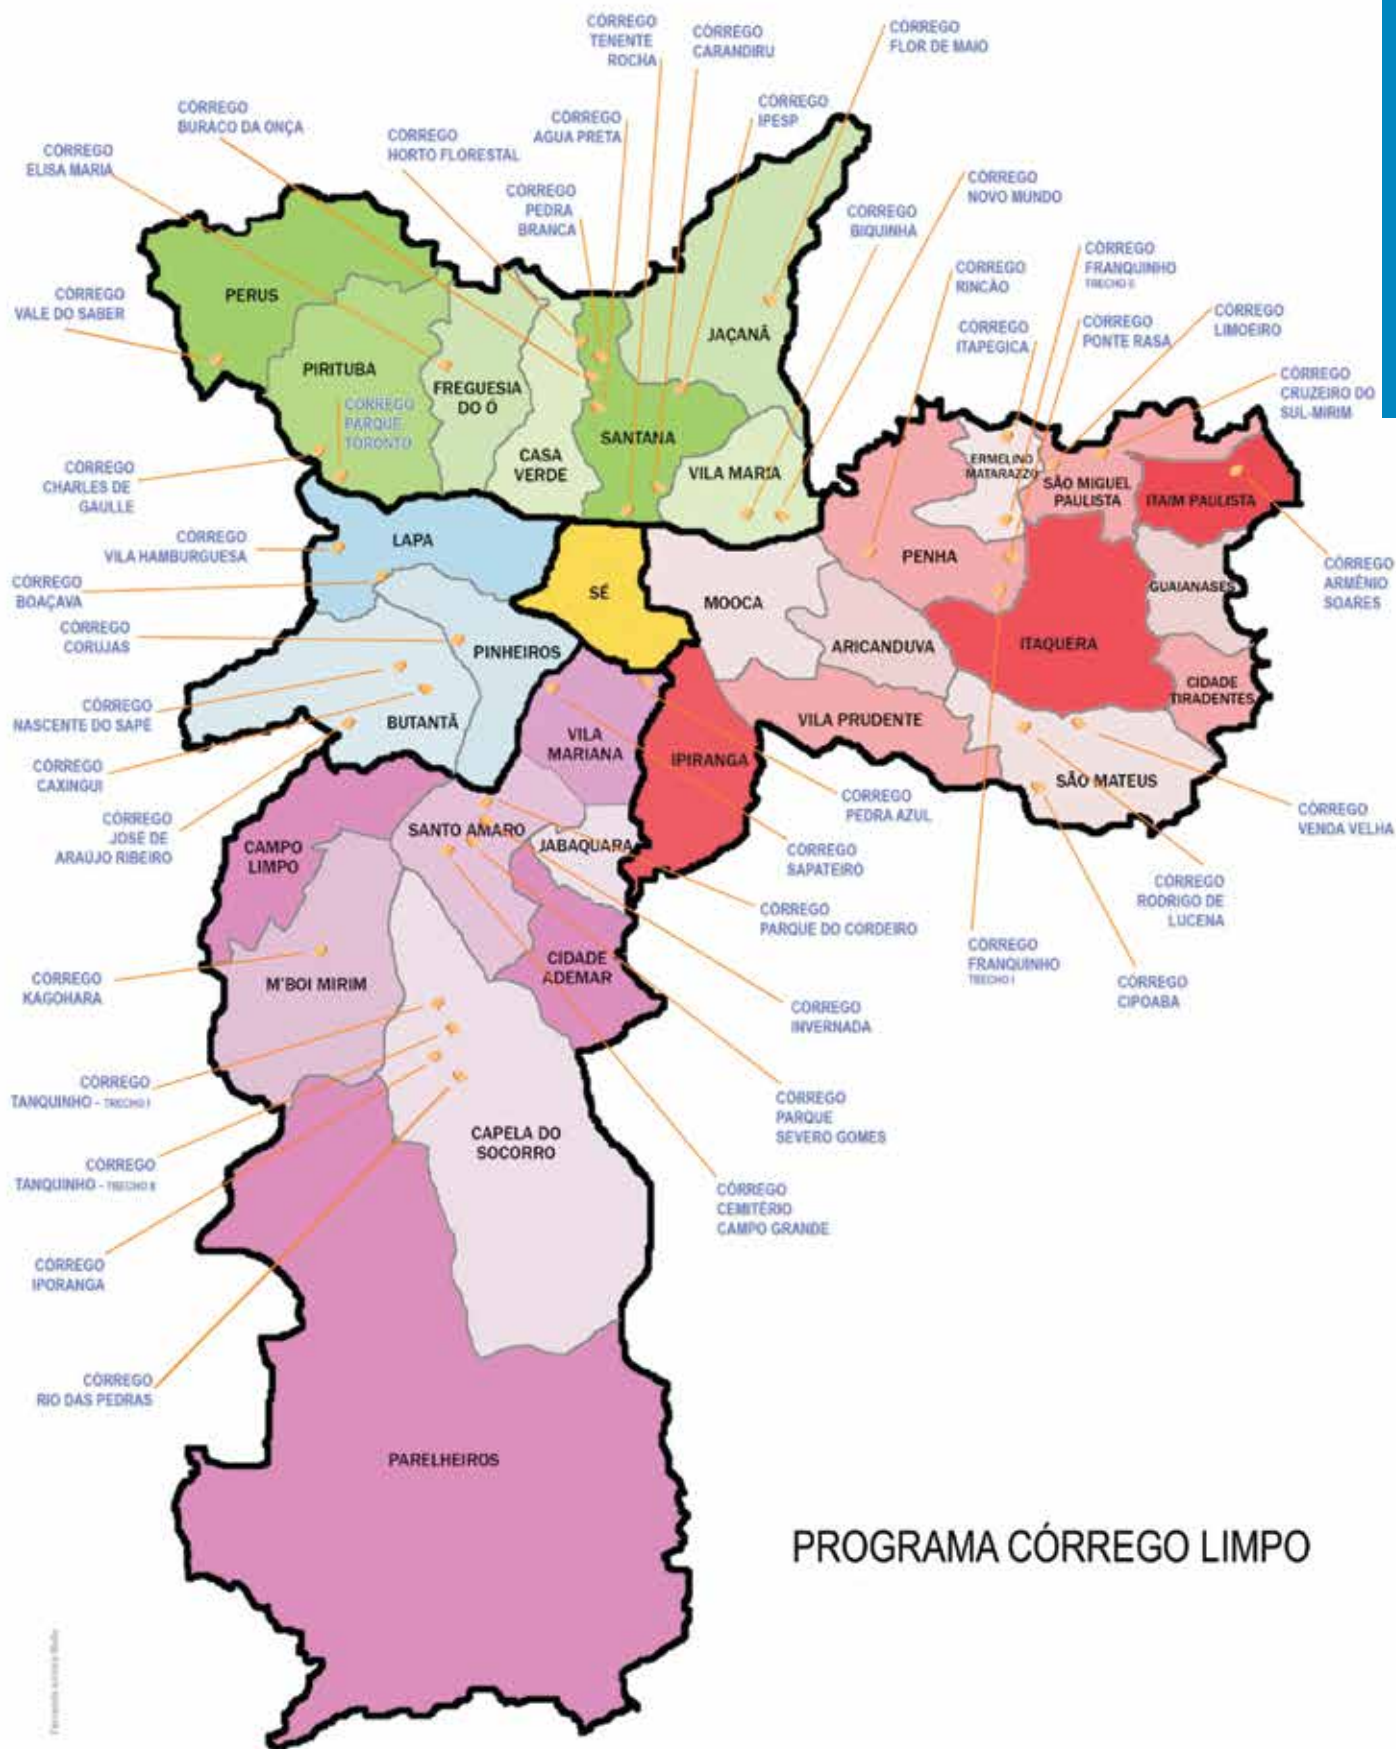 CÓRREGO
TENENTE
ROCHA
CÓRREGO
CARANDIRU
CÓRREGO
FLOR DE MAIO
CÓRREGO
BURACO DA ONÇA
CÓRREGO
HORTO FLORESTAL
CÓRREGO
AGUA PRETA
CÓRREGO
IPESP
CÓRREGO
ELISA MARIA
CÓRREGO
PEDRA
BRANCA
CÓRREGO
NOVO MUNDO
CÓRREGO
BIQUINHA
CÓRREGO
FRANQUINHO
TRECHO II
CÓRREGO
RINCÃO
CÓRREGO
VALE DO SABER
CÓRREGO
LIMOEIRO
CÓRREGO
ITAPEGICA
CÓRREGO
PONTE RASA
CÓRREGO
CRUZEIRO DO
SUL-MIRIM
PERUS
PIRITUBA
FREGUESIA
DO Ó
CASA
VERDE
SANTANA
JAÇANÃ
VILA MARIA
CÓRREGO
PARQUE
TORONTO
CÓRREGO
CHARLES DE
GAULLE
ERMELINO
MATARAZZO
SÃO MIGUEL
PAULISTA
ITAIM PAULISTA
CÓRREGO
VILA HAMBURGUESA
LAPA
SÉ
MOOCA
PENHA
GUAIANASES
CÓRREGO
ARMÊNIO
SOARES
CÓRREGO
BOAÇAVA
CÓRREGO
CORUJAS
PINHEIROS
ARICANDUVA
ITAQUERA
CIDADE
TIRADENTES
CÓRREGO
NASCENTE DO SAPÉ
BUTANTÃ
VILA
MARIANA
IPIRANGA
VILA PRUDENTE
SÃO MATEUS
CÓRREGO
CAXINGUI
CÓRREGO
JOSÉ DE
ARAÚJO RIBEIRO
CÓRREGO
PEDRA AZUL
CÓRREGO
VENDA VELHA
CAMPO
LIMPO
SANTO AMARO
JABAQUARA
CÓRREGO
SAPATEIRO
CÓRREGO
RODRIGO DE
LUCENA
CÓRREGO
PARQUE DO CORDEIRO
CÓRREGO
FRANQUINHO
TRECHO I
CÓRREGO
CIPOABA
CÓRREGO
KAGOHARA
M'BOI MIRIM
CIDADE
ADEMAR
CÓRREGO
INVERNADA
CÓRREGO
TANQUINHO - TRECHO I
CÓRREGO
PARQUE
SEVERO GOMES
CAPELA DO
SOCORRO
CÓRREGO
TANQUINHO - TRECHO II
CÓRREGO
CEMITÉRIO
CAMPO GRANDE
CÓRREGO
IPORANGA
CÓRREGO
RIO DAS PEDRAS
PARELHEIROS
PROGRAMA CÓRREGO LIMPO